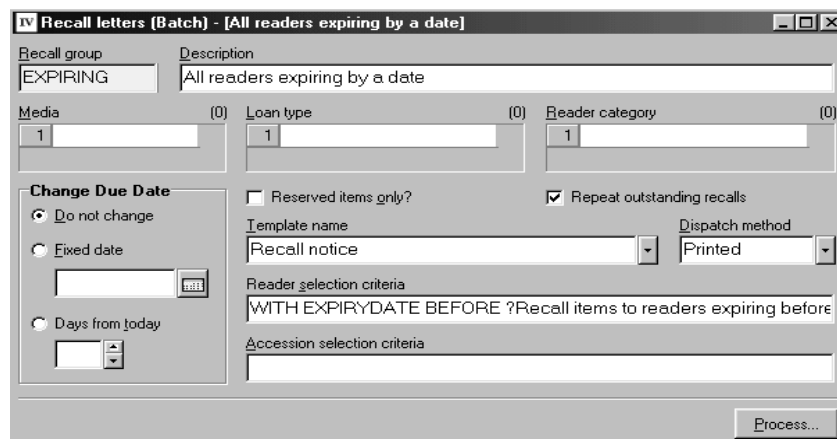 IV Recall letters (Batch) - [All readers expiring by a date]
Recall group Description
EXPIRING All readers expiring by a date
Media (0) Loan type (0) Reader category (0)
1 1 1
Change Due Date Reserved items only? Repeat outstanding recalls
Do not change
Template name Dispatch method
Fixed date Recall notice Printed
Reader selection criteria
WITH EXPIRYDATE BEFORE ?Recall items to readers expiring before
Days from today
Accession selection criteria
Process...